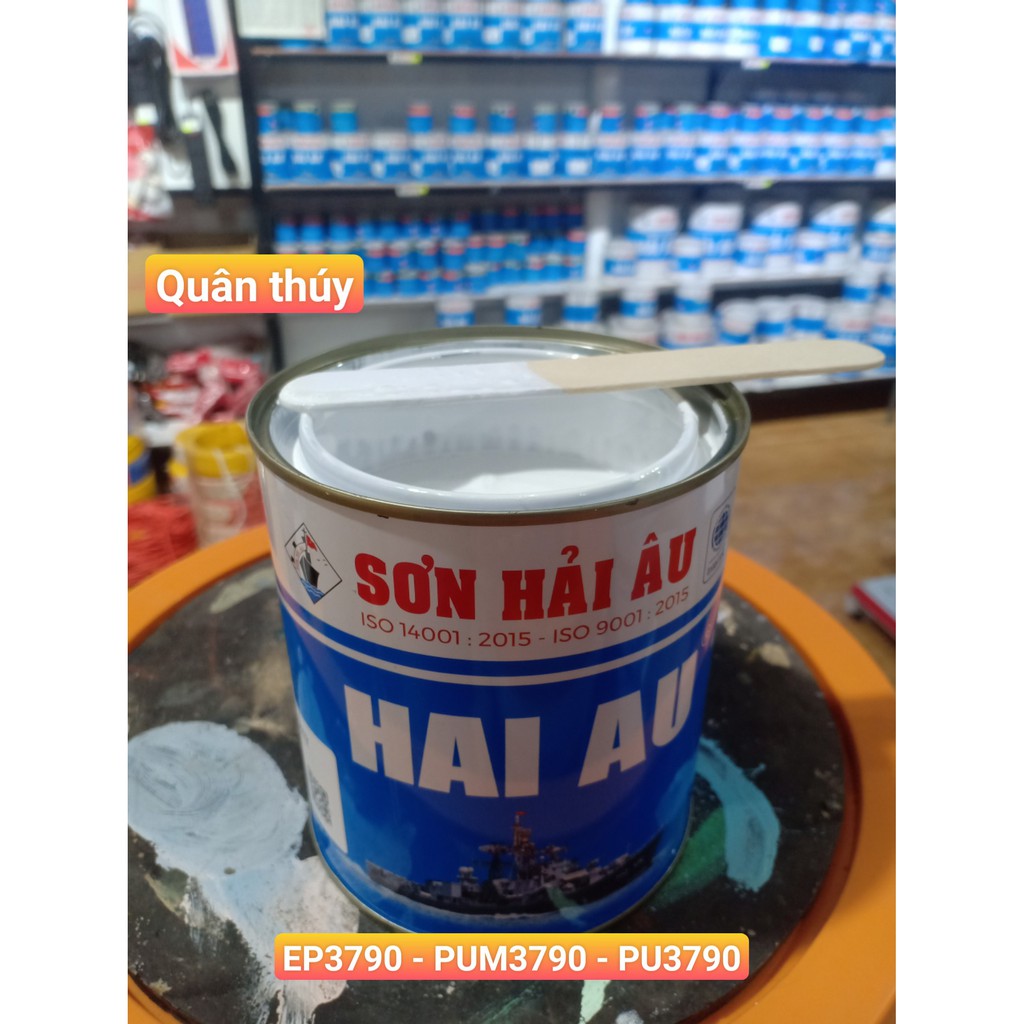 Quân thúy
SƠN HẢI ÂU
ISO 14001 : 2015 - ISO 9001 : 2015
HAI AU
EP3790 - PUM3790 - PU3790